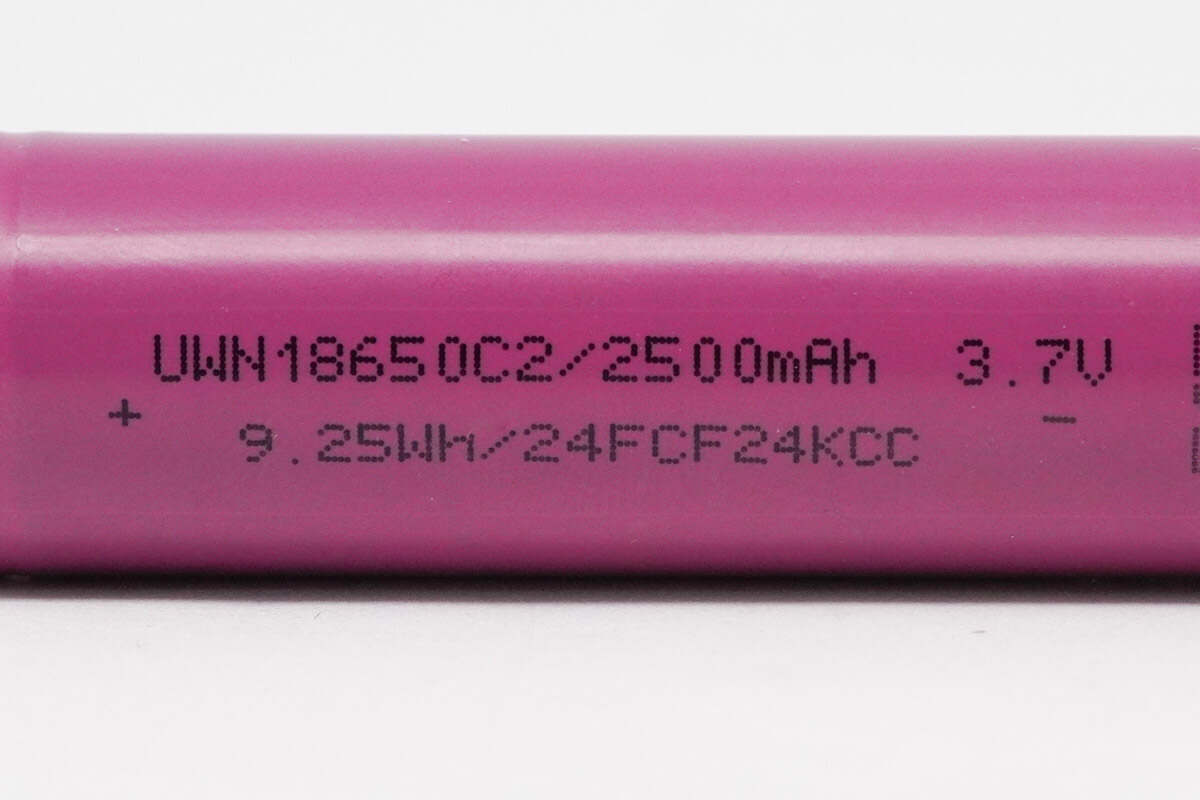 UWN18650C2/2500mAh 3.7V
+ -
9.25Wh/24FCF24KCC